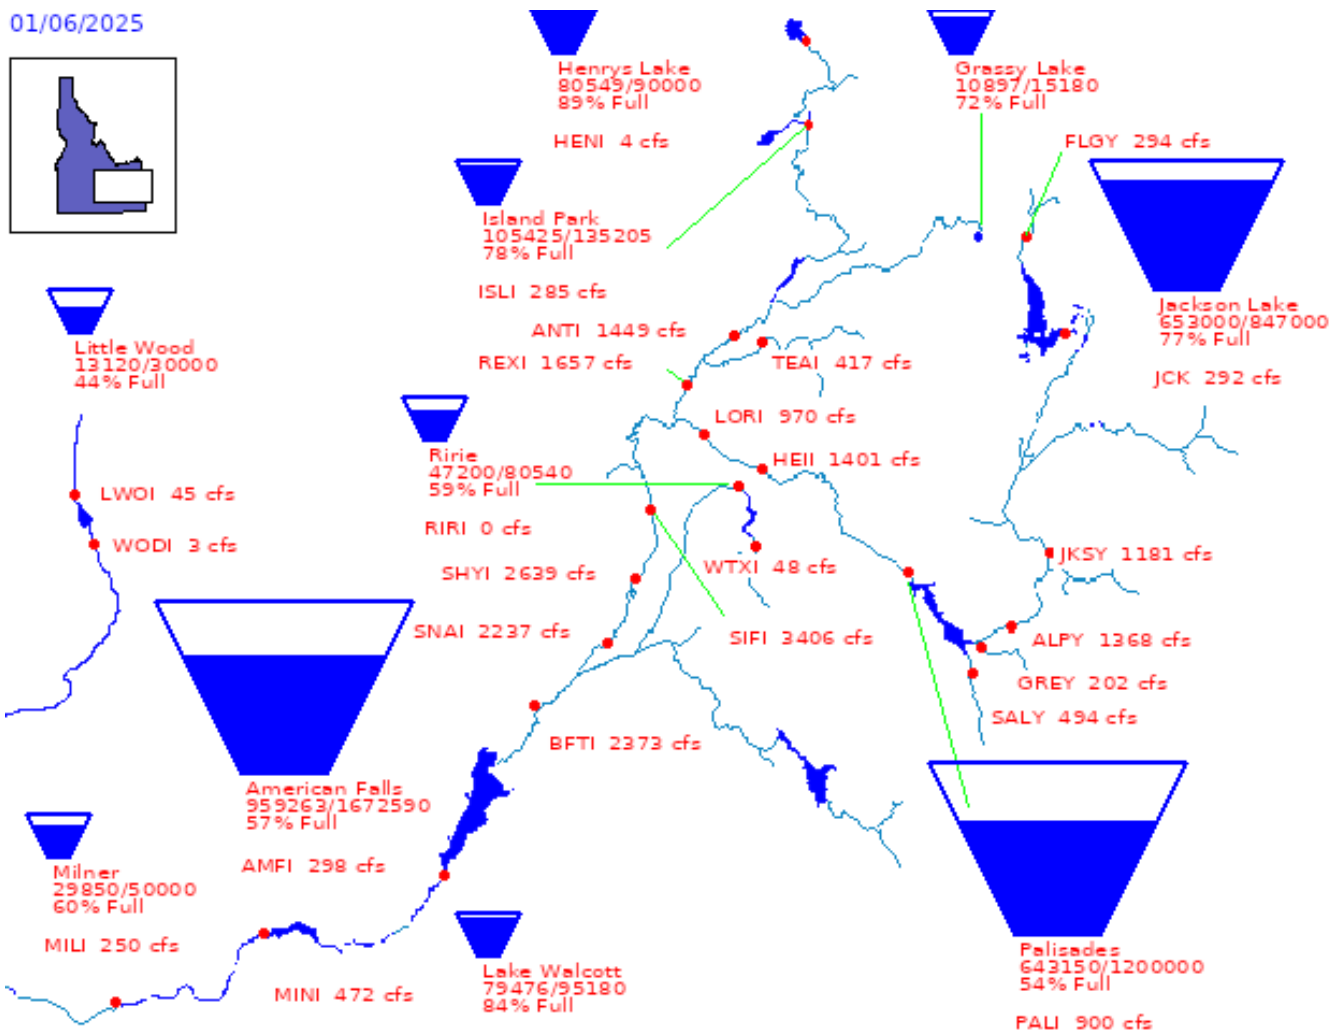 01/06/2025
Henrys Lake
80549/90000
89% Full
HENI 4 cfs
Grassy Lake
10897/15180
72% Full
FLGY 294 cfs
Island Park
105425/135205
78% Full
ISLI 285 cfs
Jackson Lake
653000/847000
77% Full
JCK 292 cfs
Little Wood
13120/30000
44% Full
ANTI 1449 cfs
REXI 1657 cfs
TEAI 417 cfs
LORI 970 cfs
HEII 1401 cfs
Ririe
47200/80540
59% Full
RIRI 0 cfs
LWOI 45 cfs
WODI 3 cfs
SHYI 2639 cfs
WTXI 48 cfs
JKSY 1181 cfs
SNAI 2237 cfs
SIFI 3406 cfs
ALPY 1368 cfs
GREY 202 cfs
SALY 494 cfs
BFTI 2373 cfs
American Falls
959263/1672590
57% Full
AMFI 298 cfs
Milner
29850/50000
60% Full
MILI 250 cfs
Lake Walcott
79476/95180
84% Full
MINI 472 cfs
Palisades
643150/1200000
54% Full
PALI 900 cfs